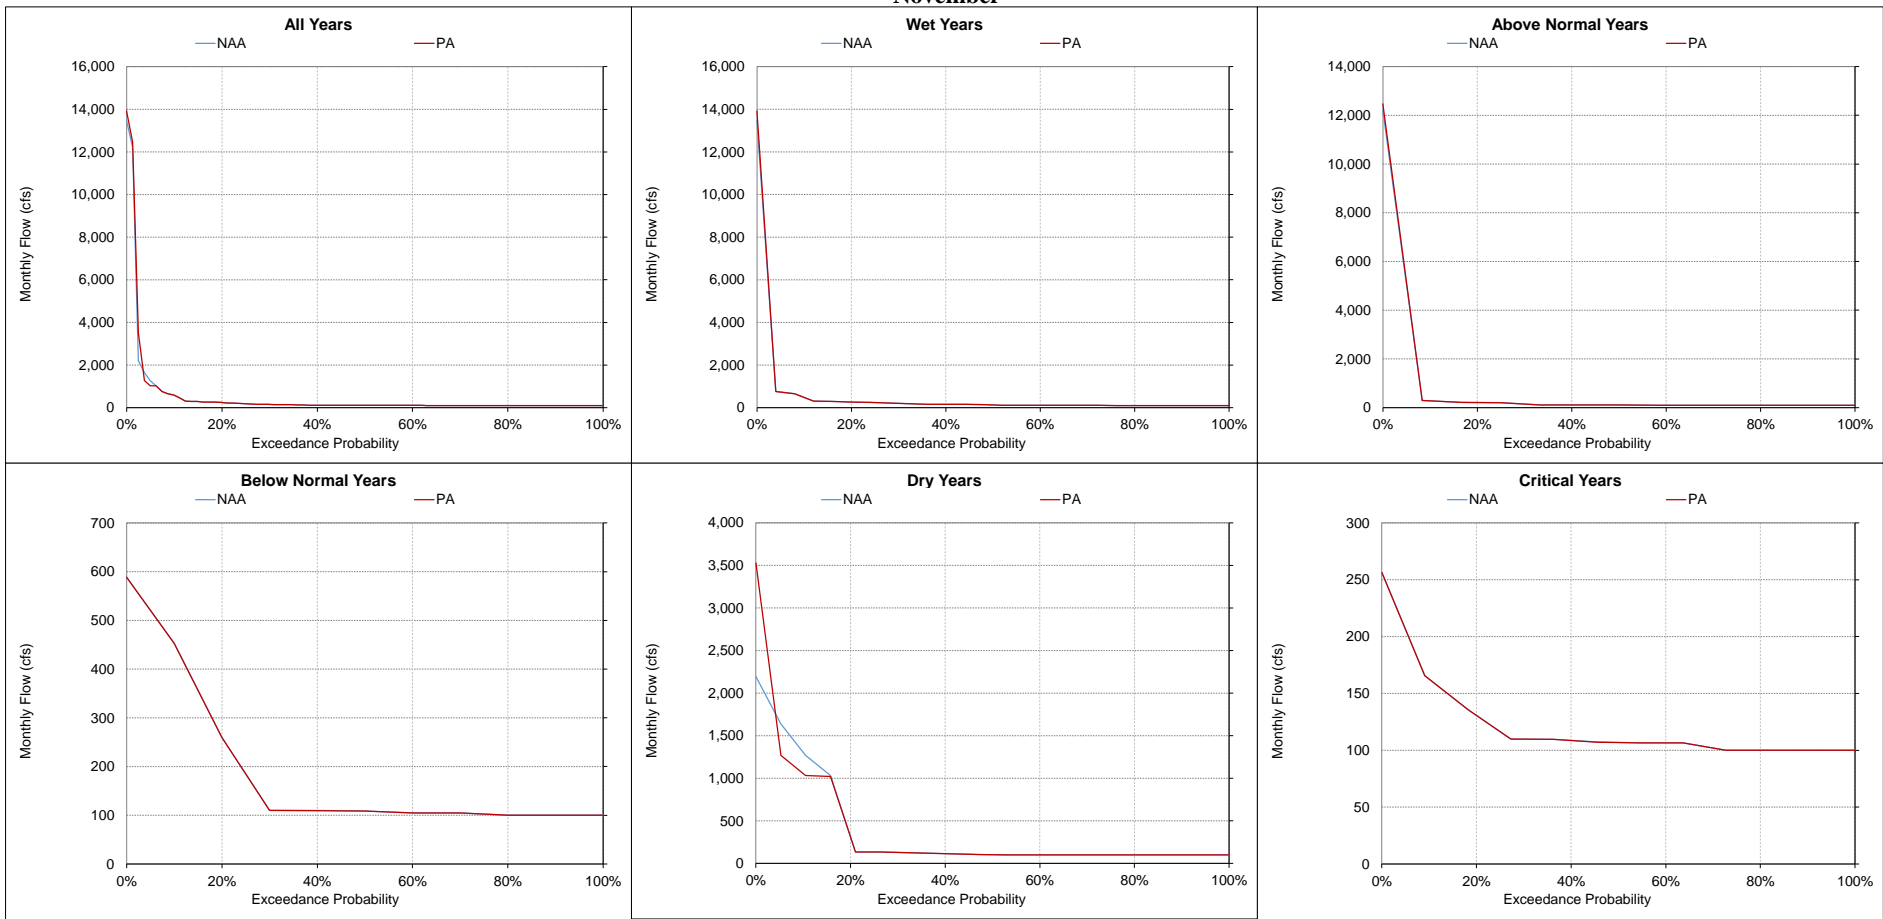 November
All Years
NAA PA
16,000
14,000
12,000
10,000
8,000
6,000
4,000
2,000
0
Monthly Flow (cfs)
0% 20% 40% 60% 80% 100%
Exceedance Probability
Wet Years
NAA PA
16,000
14,000
12,000
10,000
8,000
6,000
4,000
2,000
0
Monthly Flow (cfs)
0% 20% 40% 60% 80% 100%
Exceedance Probability
Above Normal Years
NAA PA
14,000
12,000
10,000
8,000
6,000
4,000
2,000
0
Monthly Flow (cfs)
0% 20% 40% 60% 80% 100%
Exceedance Probability
Below Normal Years
NAA PA
700
600
500
400
300
200
100
0
Monthly Flow (cfs)
0% 20% 40% 60% 80% 100%
Exceedance Probability
Dry Years
NAA PA
4,000
3,500
3,000
2,500
2,000
1,500
1,000
500
0
Monthly Flow (cfs)
0% 20% 40% 60% 80% 100%
Exceedance Probability
Critical Years
NAA PA
300
250
200
150
100
50
0
Monthly Flow (cfs)
0% 20% 40% 60% 80% 100%
Exceedance Probability